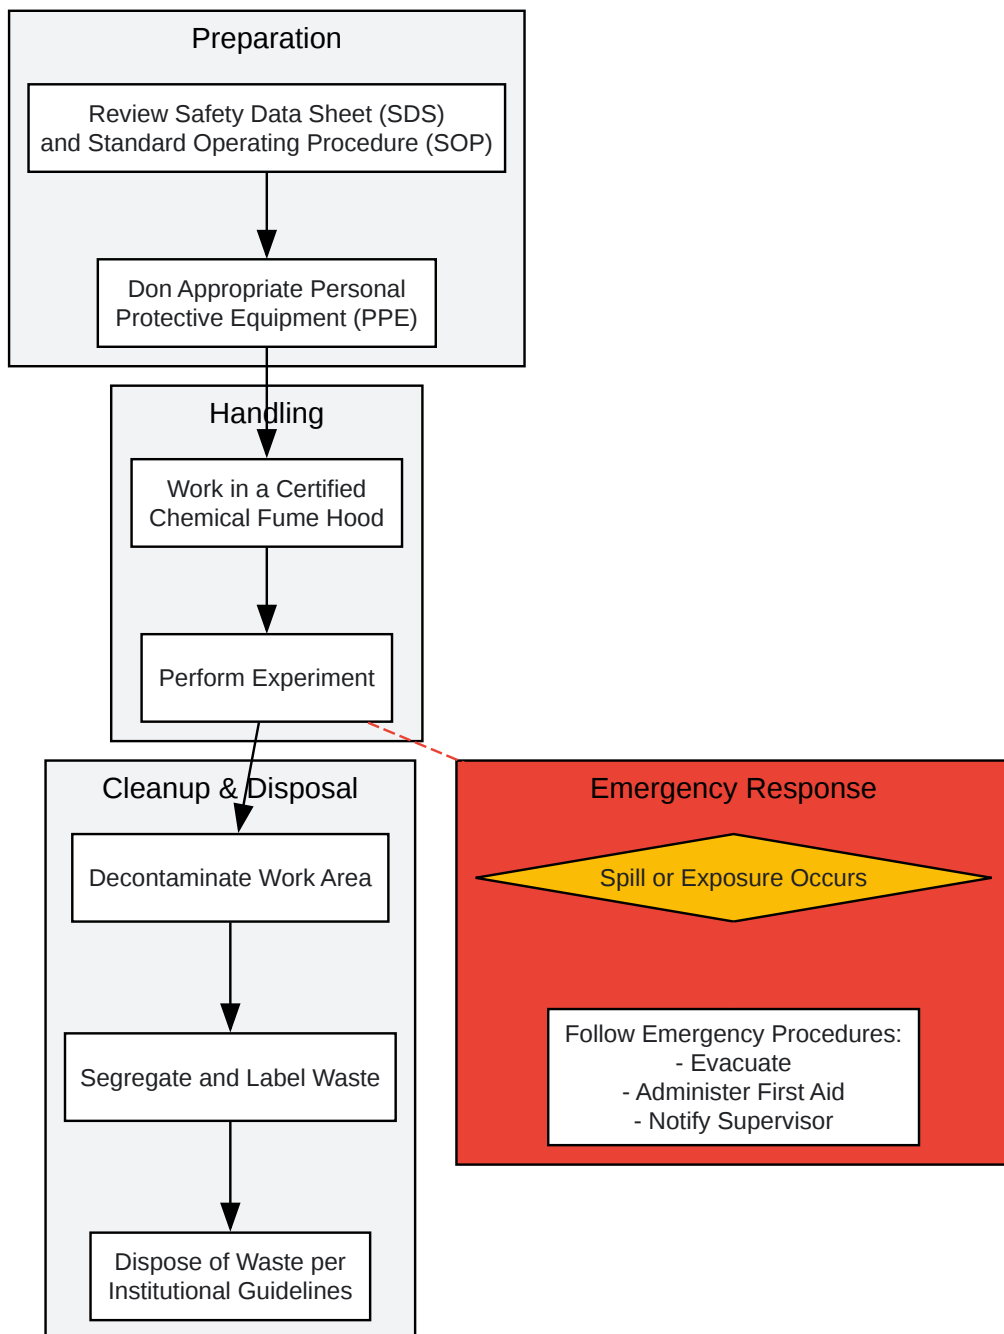 Preparation
Review Safety Data Sheet (SDS)
and Standard Operating Procedure (SOP)
Don Appropriate Personal
Protective Equipment (PPE)
Handling
Work in a Certified
Chemical Fume Hood
Perform Experiment
Cleanup & Disposal
Decontaminate Work Area
Segregate and Label Waste
Dispose of Waste per
Institutional Guidelines
Emergency Response
Spill or Exposure Occurs
Follow Emergency Procedures:
- Evacuate
- Administer First Aid
- Notify Supervisor